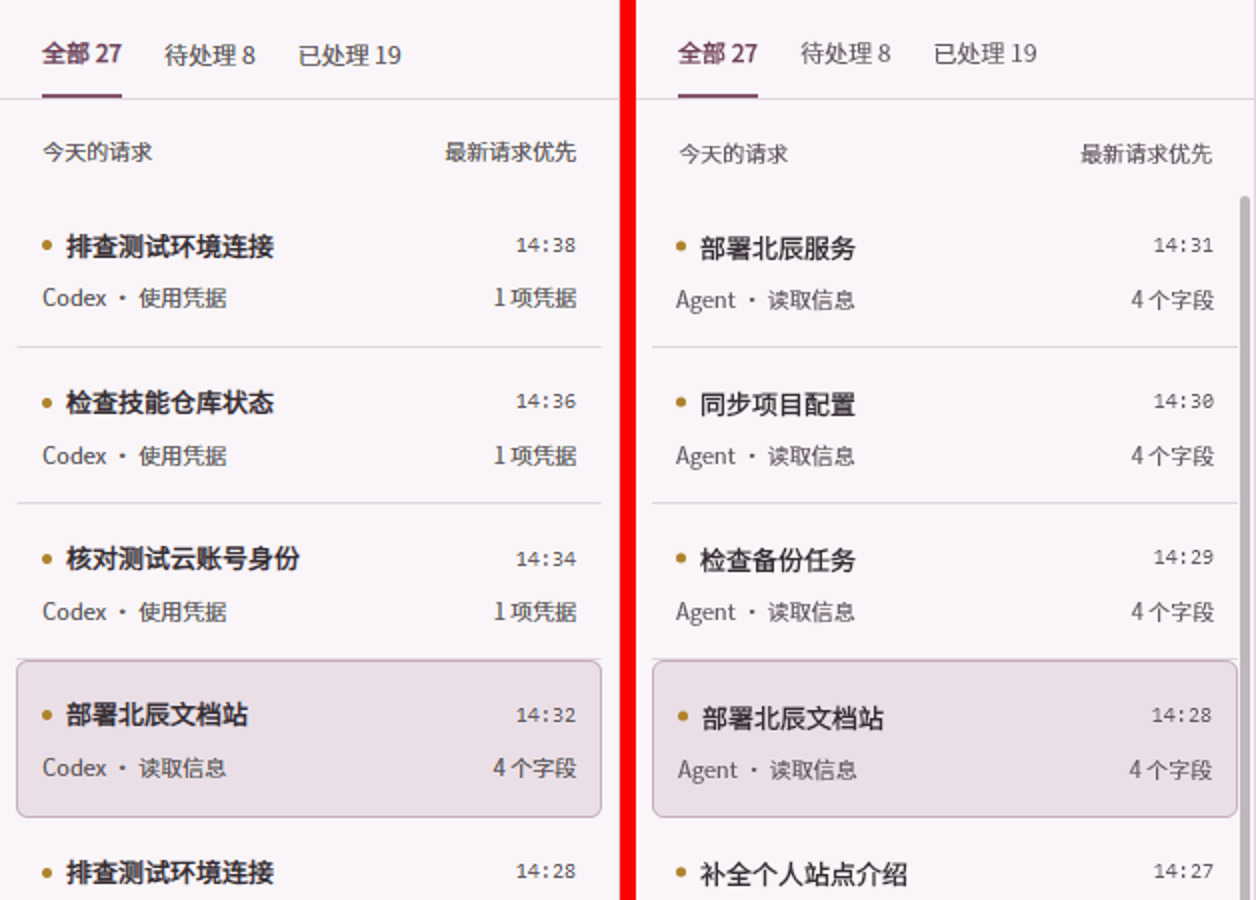 全部 27 待处理 8 已处理 19
今天的请求 最新请求优先
排查测试环境连接 14:38
Codex · 使用凭据 1 项凭据
检查技能仓库状态 14:36
Codex · 使用凭据 1 项凭据
核对测试云账号身份 14:34
Codex · 使用凭据 1 项凭据
部署北辰文档站 14:32
Codex · 读取信息 4 个字段
排查测试环境连接 14:28
全部 27 待处理 8 已处理 19
今天的请求 最新请求优先
部署北辰服务 14:31
Agent · 读取信息 4 个字段
同步项目配置 14:30
Agent · 读取信息 4 个字段
检查备份任务 14:29
Agent · 读取信息 4 个字段
部署北辰文档站 14:28
Agent · 读取信息 4 个字段
补全个人站点介绍 14:27